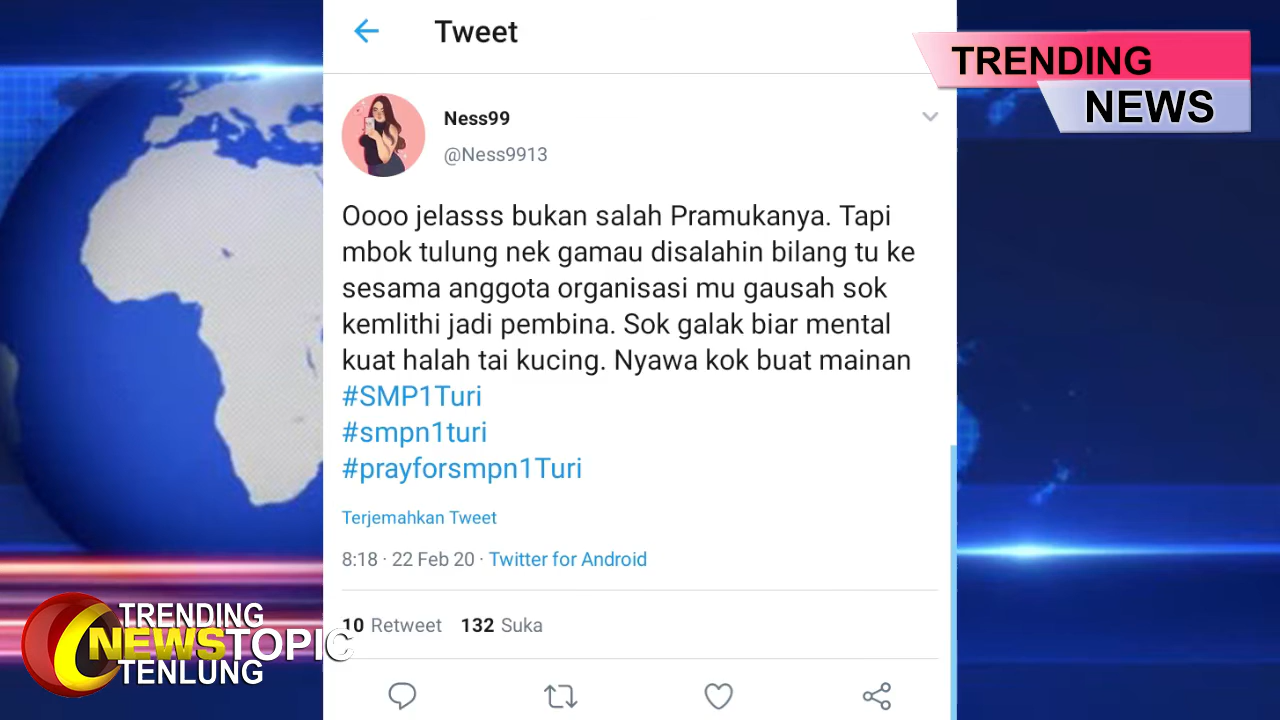 Tweet
TRENDING
NEWS
Ness99
@Ness9913
Oooo jelasss bukan salah Pramukanya. Tapi
mbok tulung nek gamau disalahin bilang tu ke
sesama anggota organisasi mu gausah sok
kemlithi jadi pembina. Sok galak biar mental
kuat halah tai kucing. Nyawa kok buat mainan
#SMP1Turi
#smpn1turi
#prayforsmpn1Turi
Terjemahkan Tweet
8:18 · 22 Feb 20 · Twitter for Android
10 Retweet 132 Suka
TRENDING
NEWSTOPIC
TENLUNG